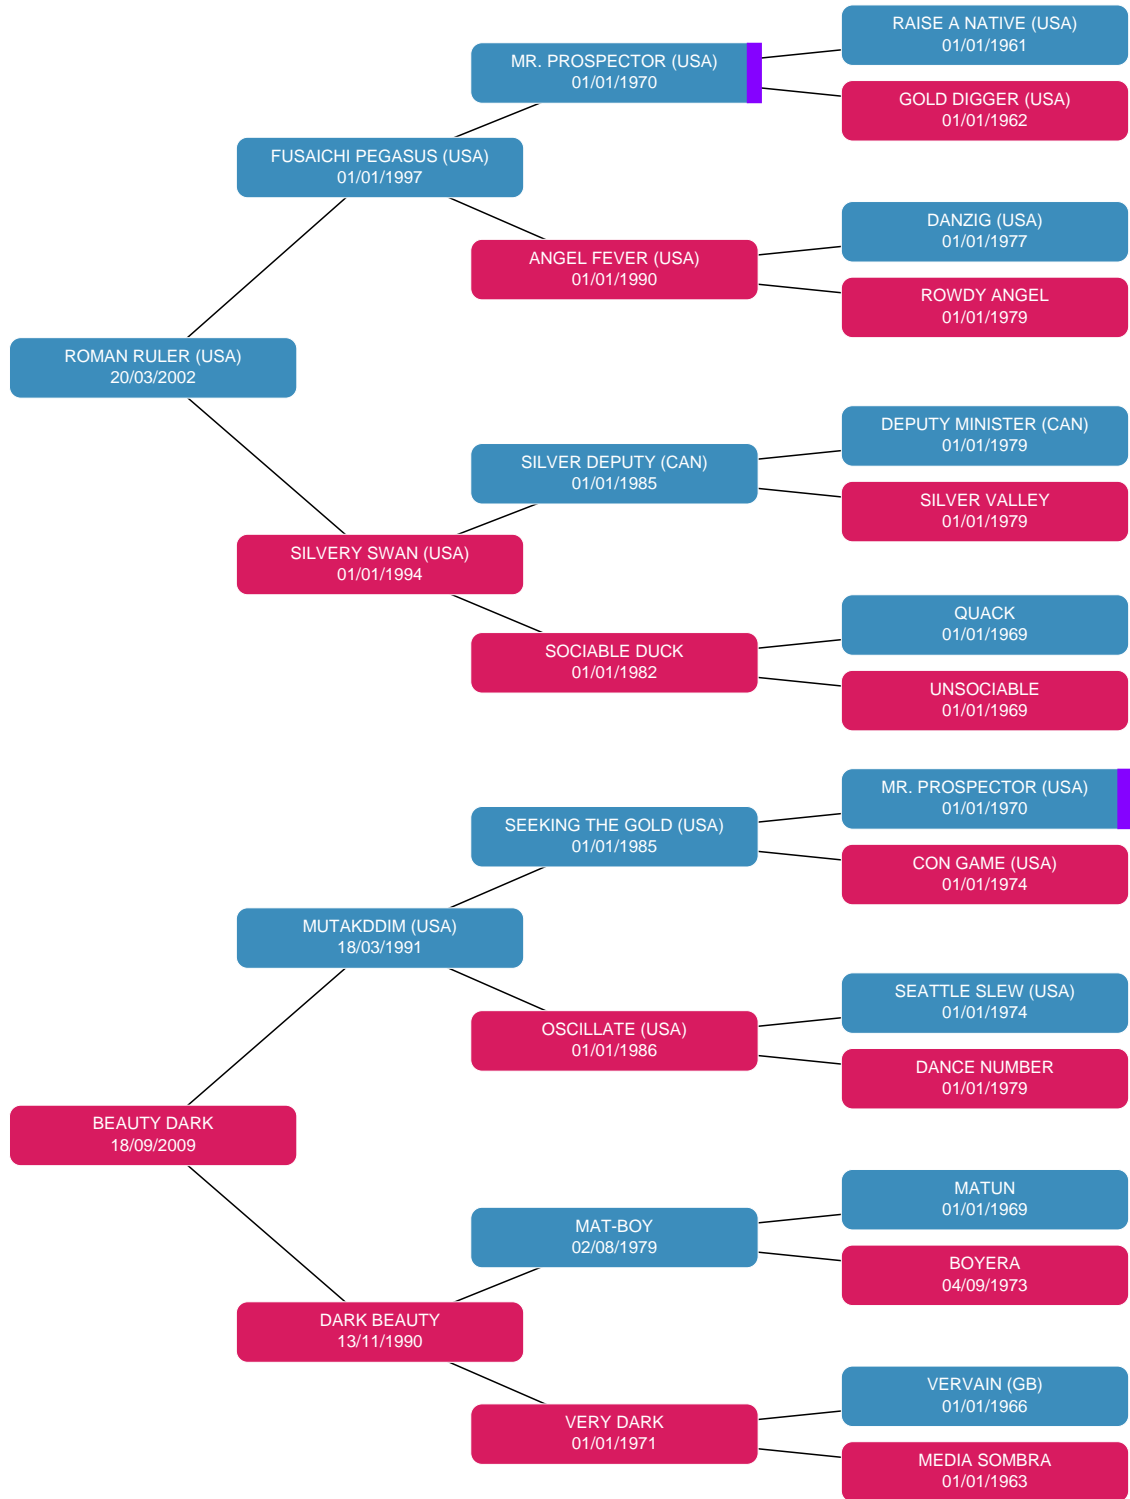 RAISE A NATIVE (USA)
01/01/1961
MR. PROSPECTOR (USA)
01/01/1970
GOLD DIGGER (USA)
01/01/1962
FUSAICHI PEGASUS (USA)
01/01/1997
DANZIG (USA)
01/01/1977
ANGEL FEVER (USA)
01/01/1990
ROWDY ANGEL
01/01/1979
ROMAN RULER (USA)
20/03/2002
DEPUTY MINISTER (CAN)
01/01/1979
SILVER DEPUTY (CAN)
01/01/1985
SILVER VALLEY
01/01/1979
SILVERY SWAN (USA)
01/01/1994
QUACK
01/01/1969
SOCIABLE DUCK
01/01/1982
UNSOCIABLE
01/01/1969
MR. PROSPECTOR (USA)
01/01/1970
SEEKING THE GOLD (USA)
01/01/1985
CON GAME (USA)
01/01/1974
MUTAKDDIM (USA)
18/03/1991
SEATTLE SLEW (USA)
01/01/1974
OSCILLATE (USA)
01/01/1986
DANCE NUMBER
01/01/1979
BEAUTY DARK
18/09/2009
MATUN
01/01/1969
MAT-BOY
02/08/1979
BOYERA
04/09/1973
DARK BEAUTY
13/11/1990
VERVAIN (GB)
01/01/1966
VERY DARK
01/01/1971
MEDIA SOMBRA
01/01/1963